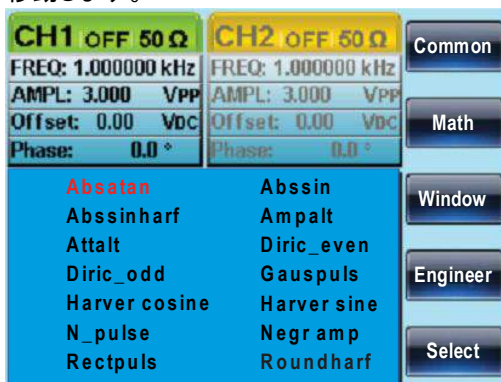 移動します。
CH1 OFF 50 Ω CH2 OFF 50 Ω
FREQ: 1.000000 kHz FREQ: 1.000000 kHz
AMPL: 3.000 VPP AMPL: 3.000 VPP
Offset: 0.00 VDC Offset: 0.00 VDC
Phase: 0.0 ° Phase: 0.0 °
Absatan Abssin
Abssinharf Ampalt
Attalt Diric_even
Diric_odd Gauspuls
Harver cosine Harver sine
N_pulse Negramp
Rectpuls Roundharf
Common
Math
Window
Engineer
Select